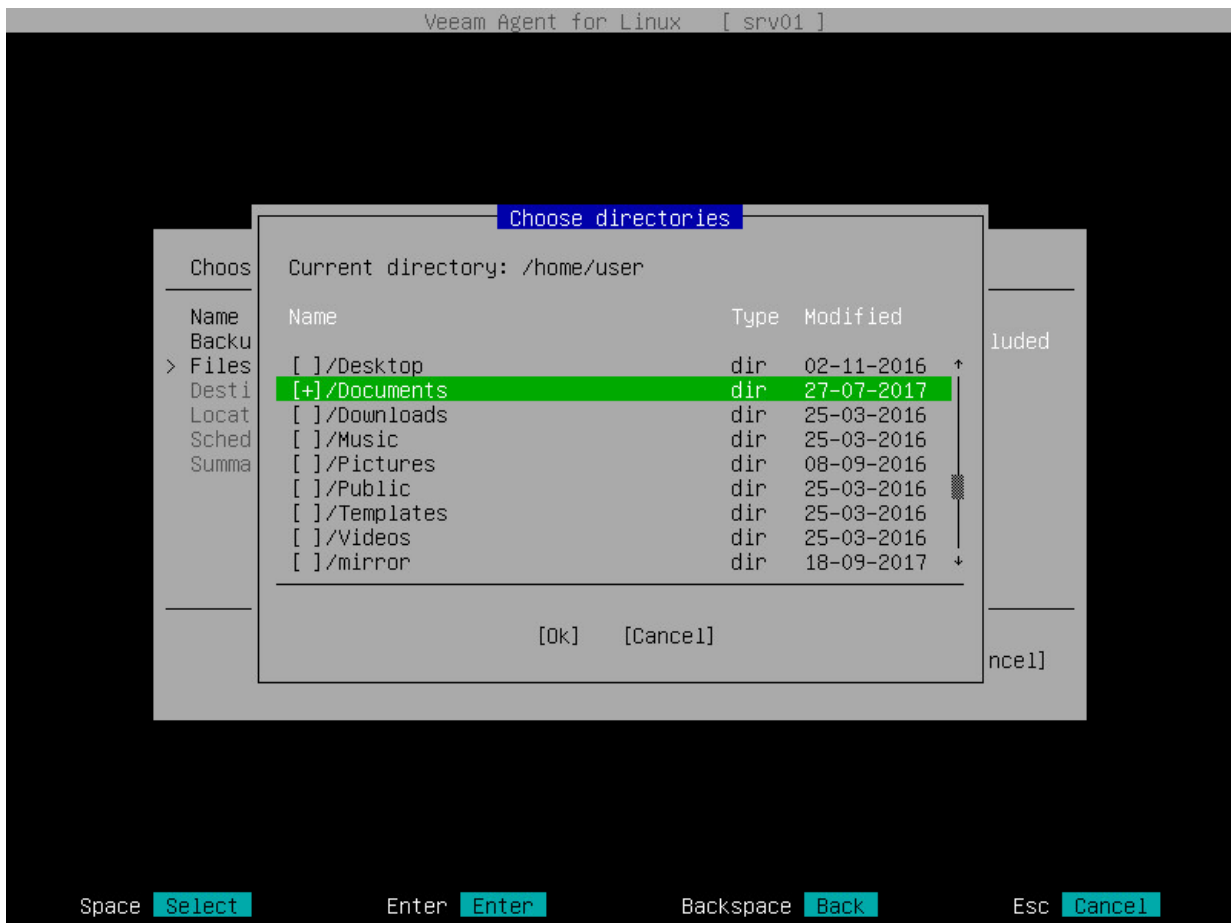 Veeam Agent for Linux [ srv01 ]
Choose directories
Choos
Current directory: /home/user
Name
Name Type Modified
Backu
luded
> Files
[ ]/Desktop dir 02-11-2016 ↑
Desti
[+]/Documents dir 27-07-2017
Locat
[ ]/Downloads dir 25-03-2016
Sched
[ ]/Music dir 25-03-2016
Summa
[ ]/Pictures dir 08-09-2016
[ ]/Public dir 25-03-2016
[ ]/Templates dir 25-03-2016
[ ]/Videos dir 25-03-2016
[ ]/mirror dir 18-09-2017 ↓
[Ok] [Cancel]
ncel]
Space Select Enter Enter Backspace Back Esc Cancel